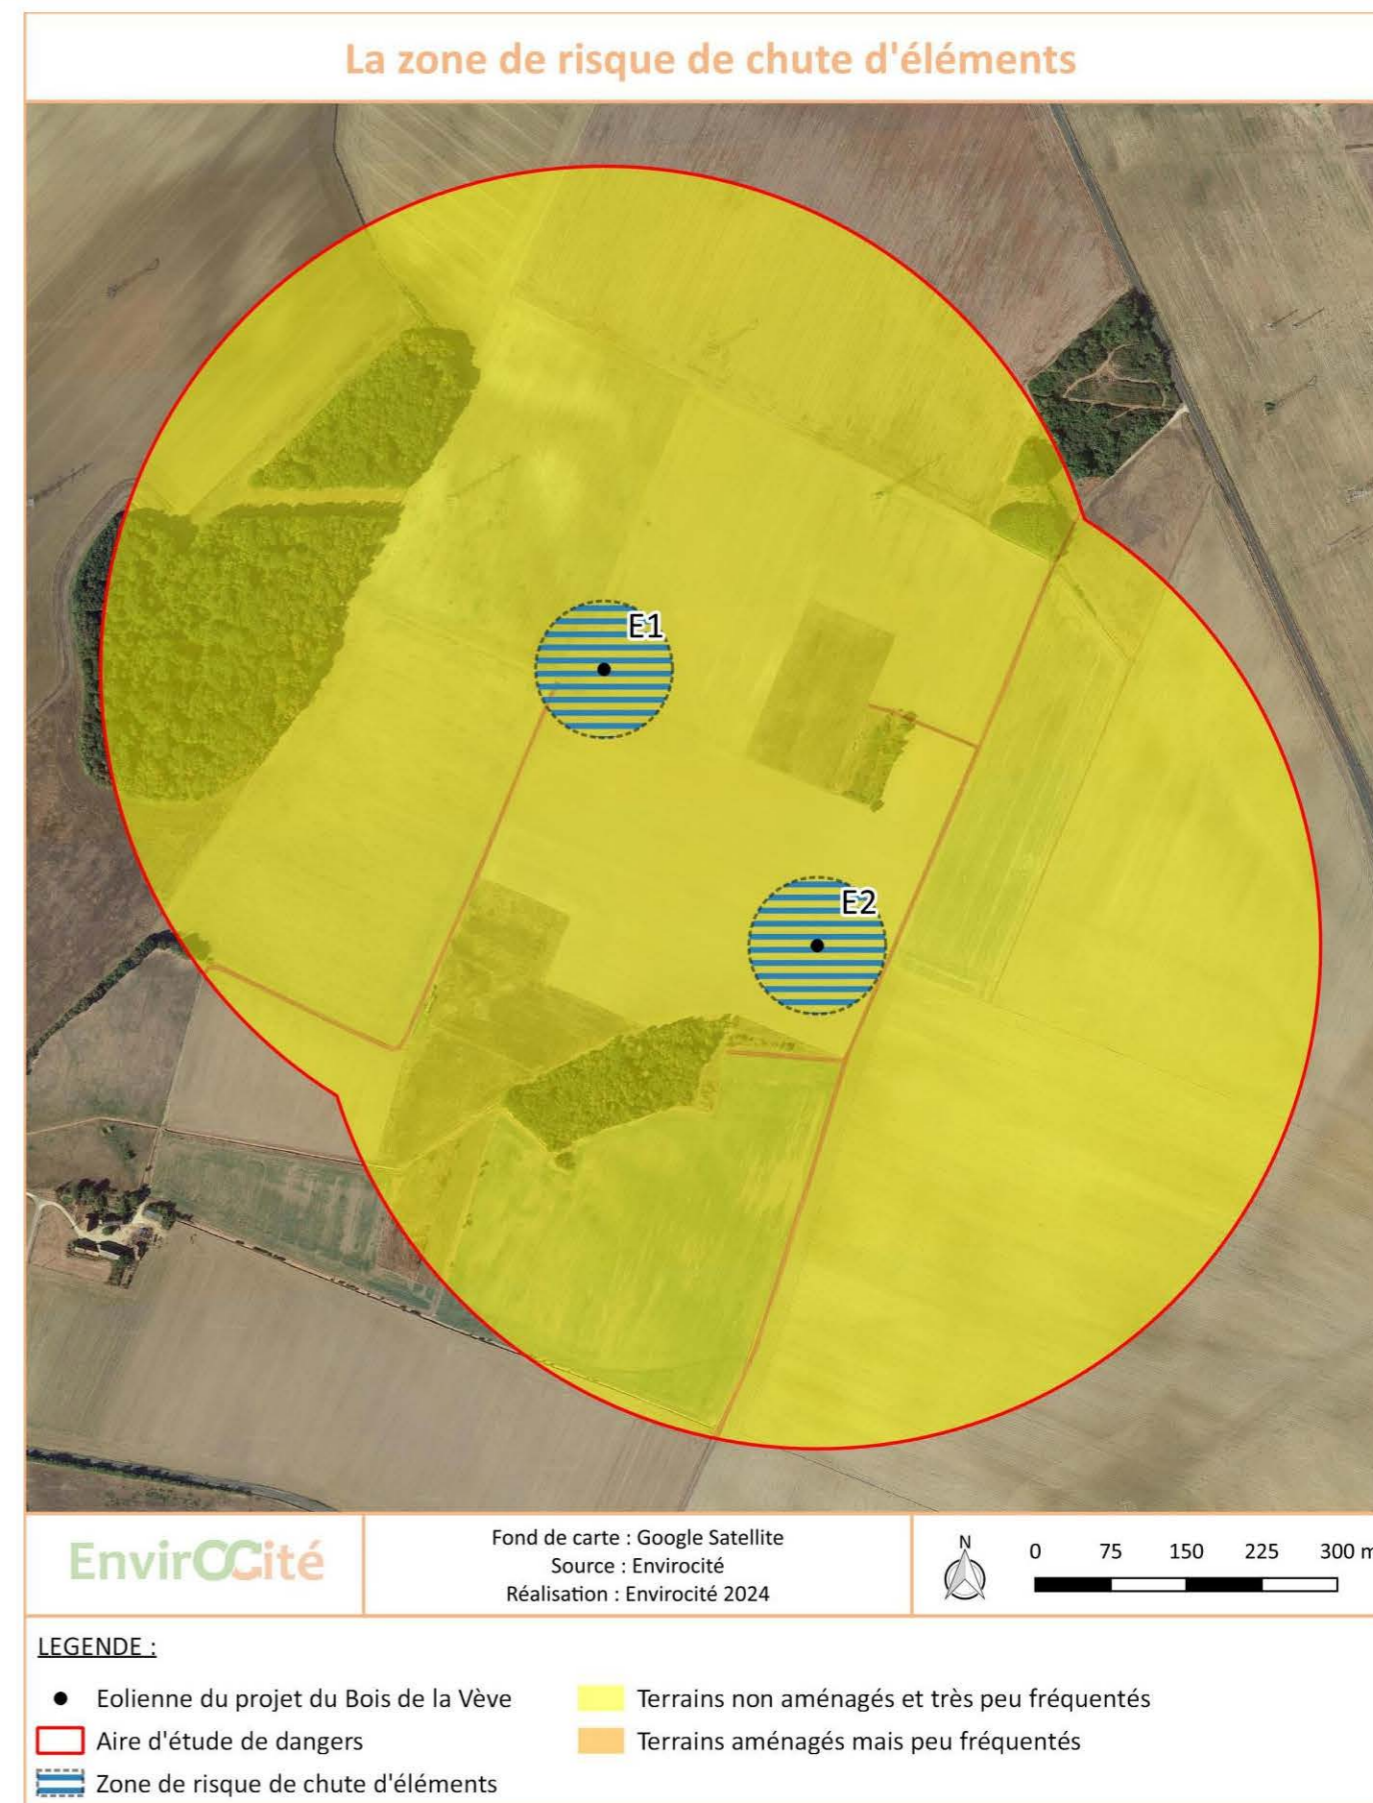 La zone de risque de chute d'éléments
E1
E2
EnvirOCité
Fond de carte : Google Satellite
Source : Envirocité
Réalisation : Envirocité 2024
N
0 75 150 225 300 m
LEGENDE :
Eolienne du projet du Bois de la Vève
Aire d'étude de dangers
Zone de risque de chute d'éléments
Terrains non aménagés et très peu fréquentés
Terrains aménagés mais peu fréquentés